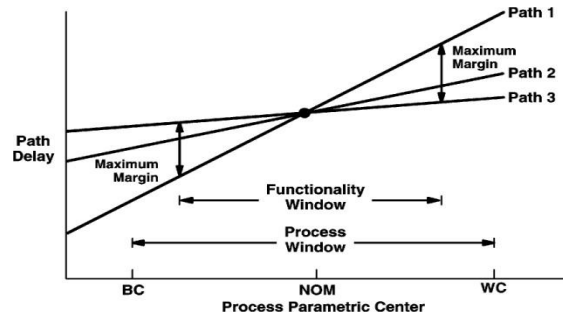 Path 1
Maximum
Margin
Path 2
Path 3
Path
Delay
Maximum
Margin
Functionality
Window
Process
Window
BC
NOM
WC
Process Parametric Center